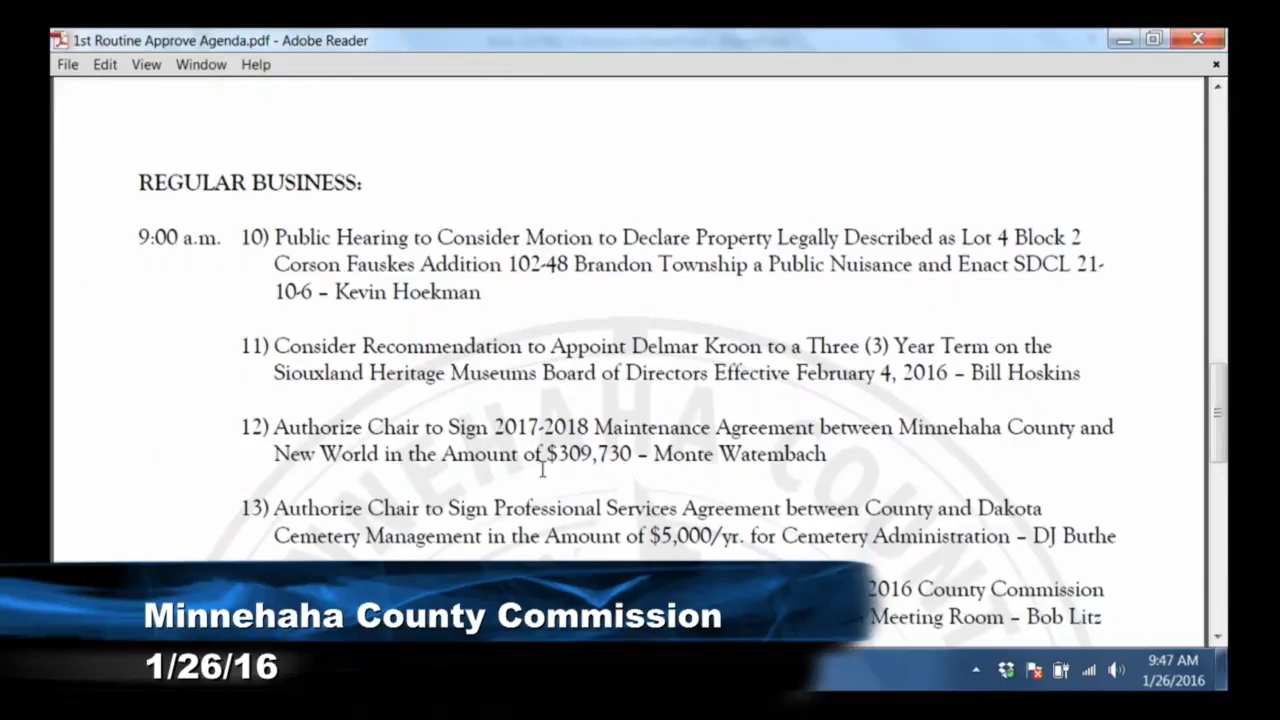 1st Routine Approve Agenda.pdf - Adobe Reader
File Edit View Window Help
REGULAR BUSINESS:
9:00 a.m. 10) Public Hearing to Consider Motion to Declare Property Legally Described as Lot 4 Block 2
Corson Fauskes Addition 102-48 Brandon Township a Public Nuisance and Enact SDCL 21-
10-6 – Kevin Hoekman
11) Consider Recommendation to Appoint Delmar Kroon to a Three (3) Year Term on the
Siouxland Heritage Museums Board of Directors Effective February 4, 2016 – Bill Hoskins
12) Authorize Chair to Sign 2017-2018 Maintenance Agreement between Minnehaha County and
New World in the Amount of $309,730 – Monte Watembach
13) Authorize Chair to Sign Professional Services Agreement between County and Dakota
Cemetery Management in the Amount of $5,000/yr. for Cemetery Administration – DJ Buthe
2016 County Commission
Meeting Room – Bob Litz
MINNEHAHA COUNT
Minnehaha County Commission
1/26/16
9:47 AM
1/26/2016